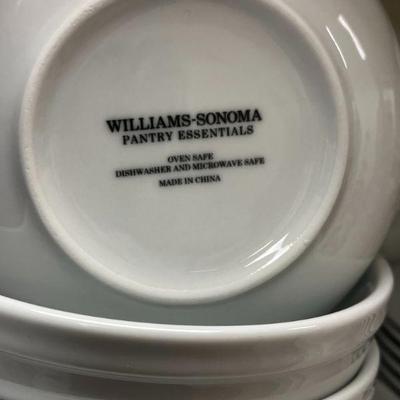 WILLIAMS-SONOMA
PANTRY ESSENTIALS
OVEN SAFE
DISHWASHER AND MICROWAVE SAFE
MADE IN CHINA